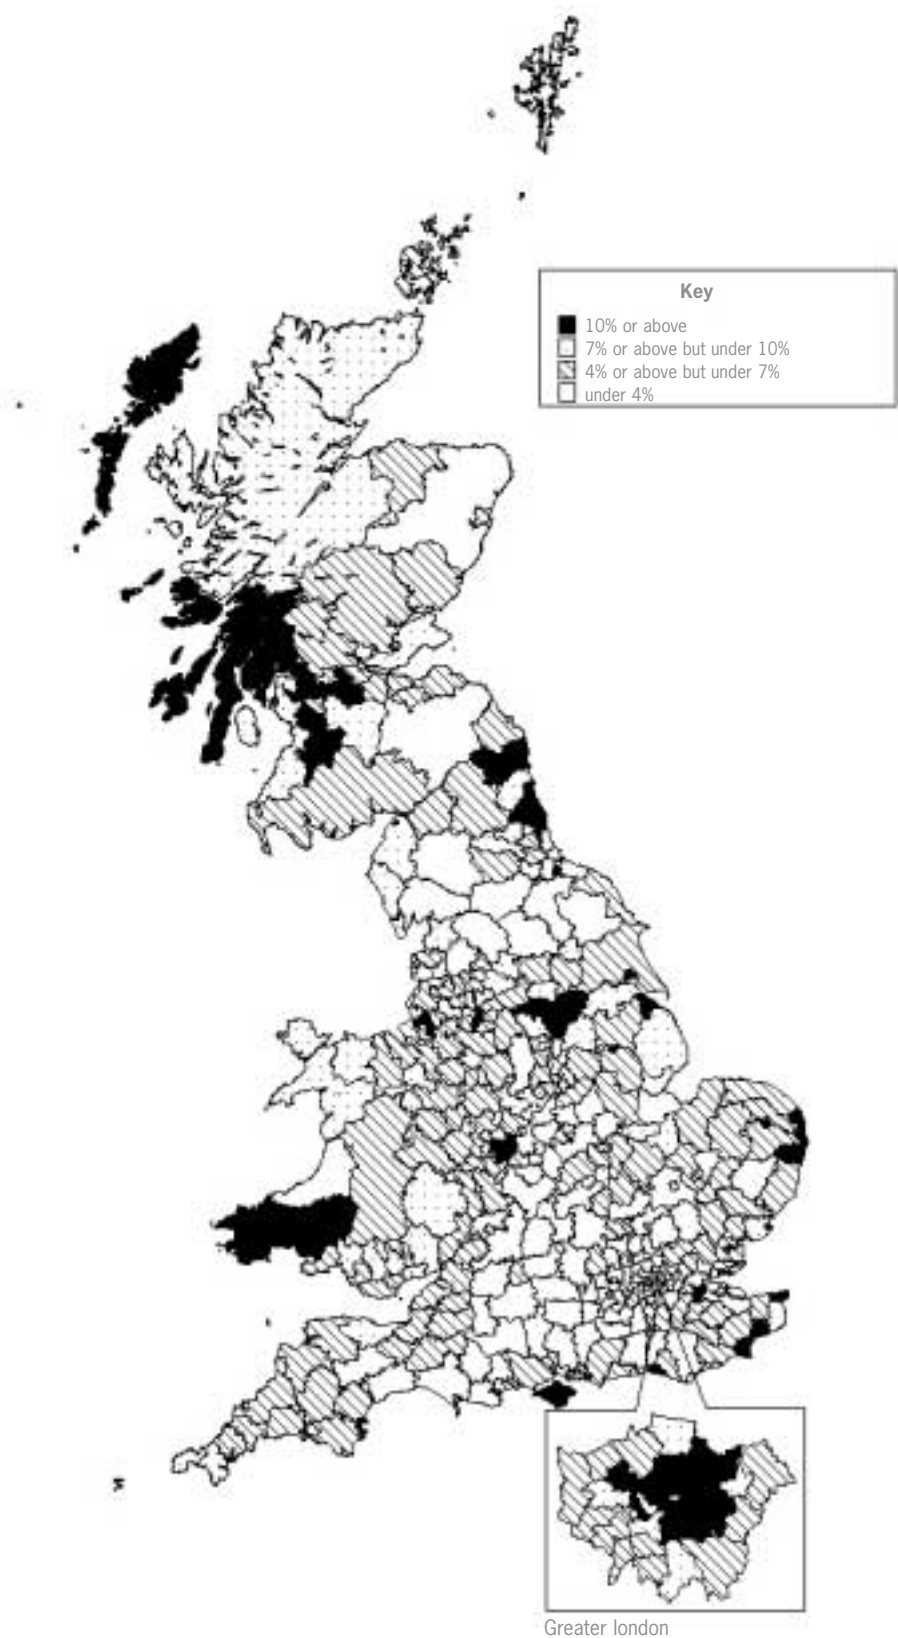 Key
10% or above
7% or above but under 10%
4% or above but under 7%
under 4%
Greater london